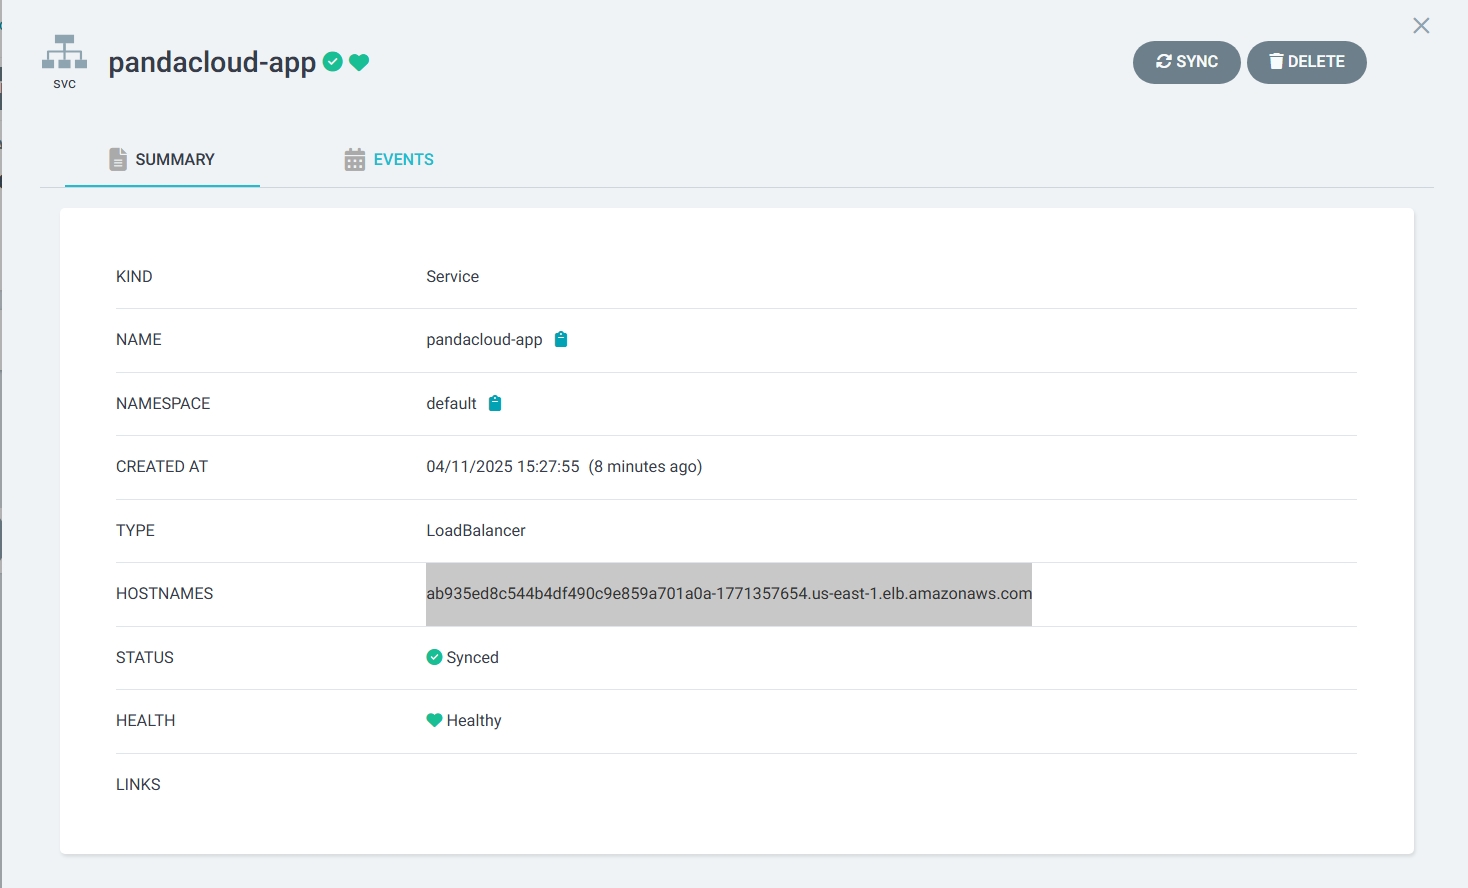 svc
pandacloud-app
SYNC
DELETE
SUMMARY
EVENTS
KIND Service
NAME pandacloud-app
NAMESPACE default
CREATED AT 04/11/2025 15:27:55 (8 minutes ago)
TYPE LoadBalancer
HOSTNAMES ab935ed8c544b4df490c9e859a701a0a-1771357654.us-east-1.elb.amazonaws.com
STATUS Synced
HEALTH Healthy
LINKS